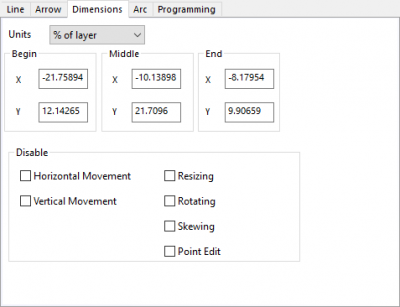 Line Arrow Dimensions Arc Programming
Units % of layer
Begin Middle End
X -21.75894 X -10.13898 X -8.17954
Y 12.14265 Y 21.7096 Y 9.90659
Disable
Horizontal Movement Resizing
Vertical Movement Rotating
Skewing
Point Edit